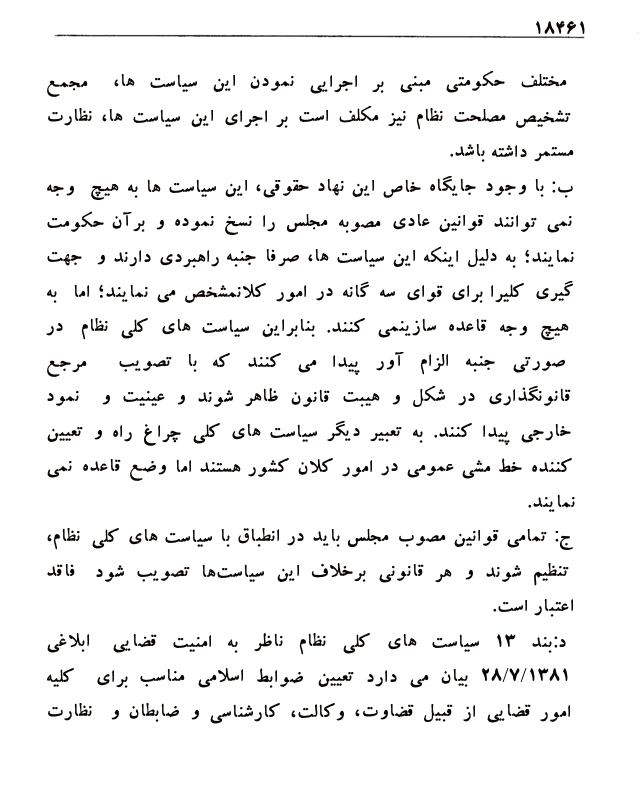 ۱۸۴۶۱
مختلف حکومتی مبنی بر اجرایی نمودن این سیاست ها، مجمع
تشخیص مصلحت نظام نیز مکلف است بر اجرای این سیاست ها، نظارت
مستمر داشته باشد.
ب: با وجود جایگاه خاص این نهاد حقوقی، این سیاست ها به هیچ وجه
نمی توانند قوانین عادی مصوبه مجلس را نسخ نموده و برآن حکومت
نمایند؛ به دلیل اینکه این سیاست ها، صرفا جنبه راهبردی دارند و جهت
گیری کلیرا برای قوای سه گانه در امور کلانمشخص می نمایند؛ اما به
هیچ وجه قاعده سازینمی کنند. بنابراین سیاست های کلی نظام در
صورتی جنبه الزام آور پیدا می کنند که با تصویب مرجع
قانونگذاری در شکل و هیبت قانون ظاهر شوند و عینیت و نمود
خارجی پیدا کنند. به تعبیر دیگر سیاست های کلی چراغ راه و تعیین
کننده خط مشی عمومی در امور کلان کشور هستند اما وضع قاعده نمی
نمایند.
ج: تمامی قوانین مصوب مجلس باید در انطباق با سیاست های کلی نظام،
تنظیم شوند و هر قانونی برخلاف این سیاست‌ها تصویب شود فاقد
اعتبار است.
د:بند ۱۳ سیاست های کلی نظام ناظر به امنیت قضایی ابلاغی
۲۸/۷/۱۳۸۱ بیان می دارد تعیین ضوابط اسلامی مناسب برای کلیه
امور قضایی از قبیل قضاوت، وکالت، کارشناسی و ضابطان و نظارت